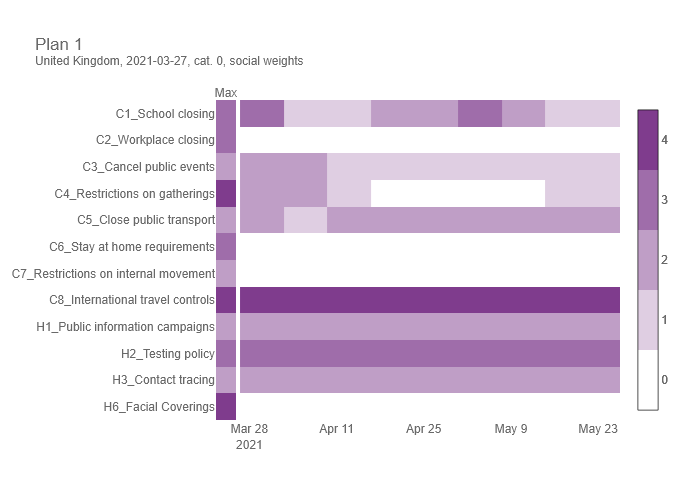 Plan 1
United Kingdom, 2021-03-27, cat. 0, social weights
Max
C1_School closing
C2_Workplace closing
C3_Cancel public events
C4_Restrictions on gatherings
C5_Close public transport
C6_Stay at home requirements
C7_Restrictions on internal movement
C8_International travel controls
H1_Public information campaigns
H2_Testing policy
H3_Contact tracing
H6_Facial Coverings
Mar 28 Apr 11 Apr 25 May 9 May 23
2021
4
3
2
1
0